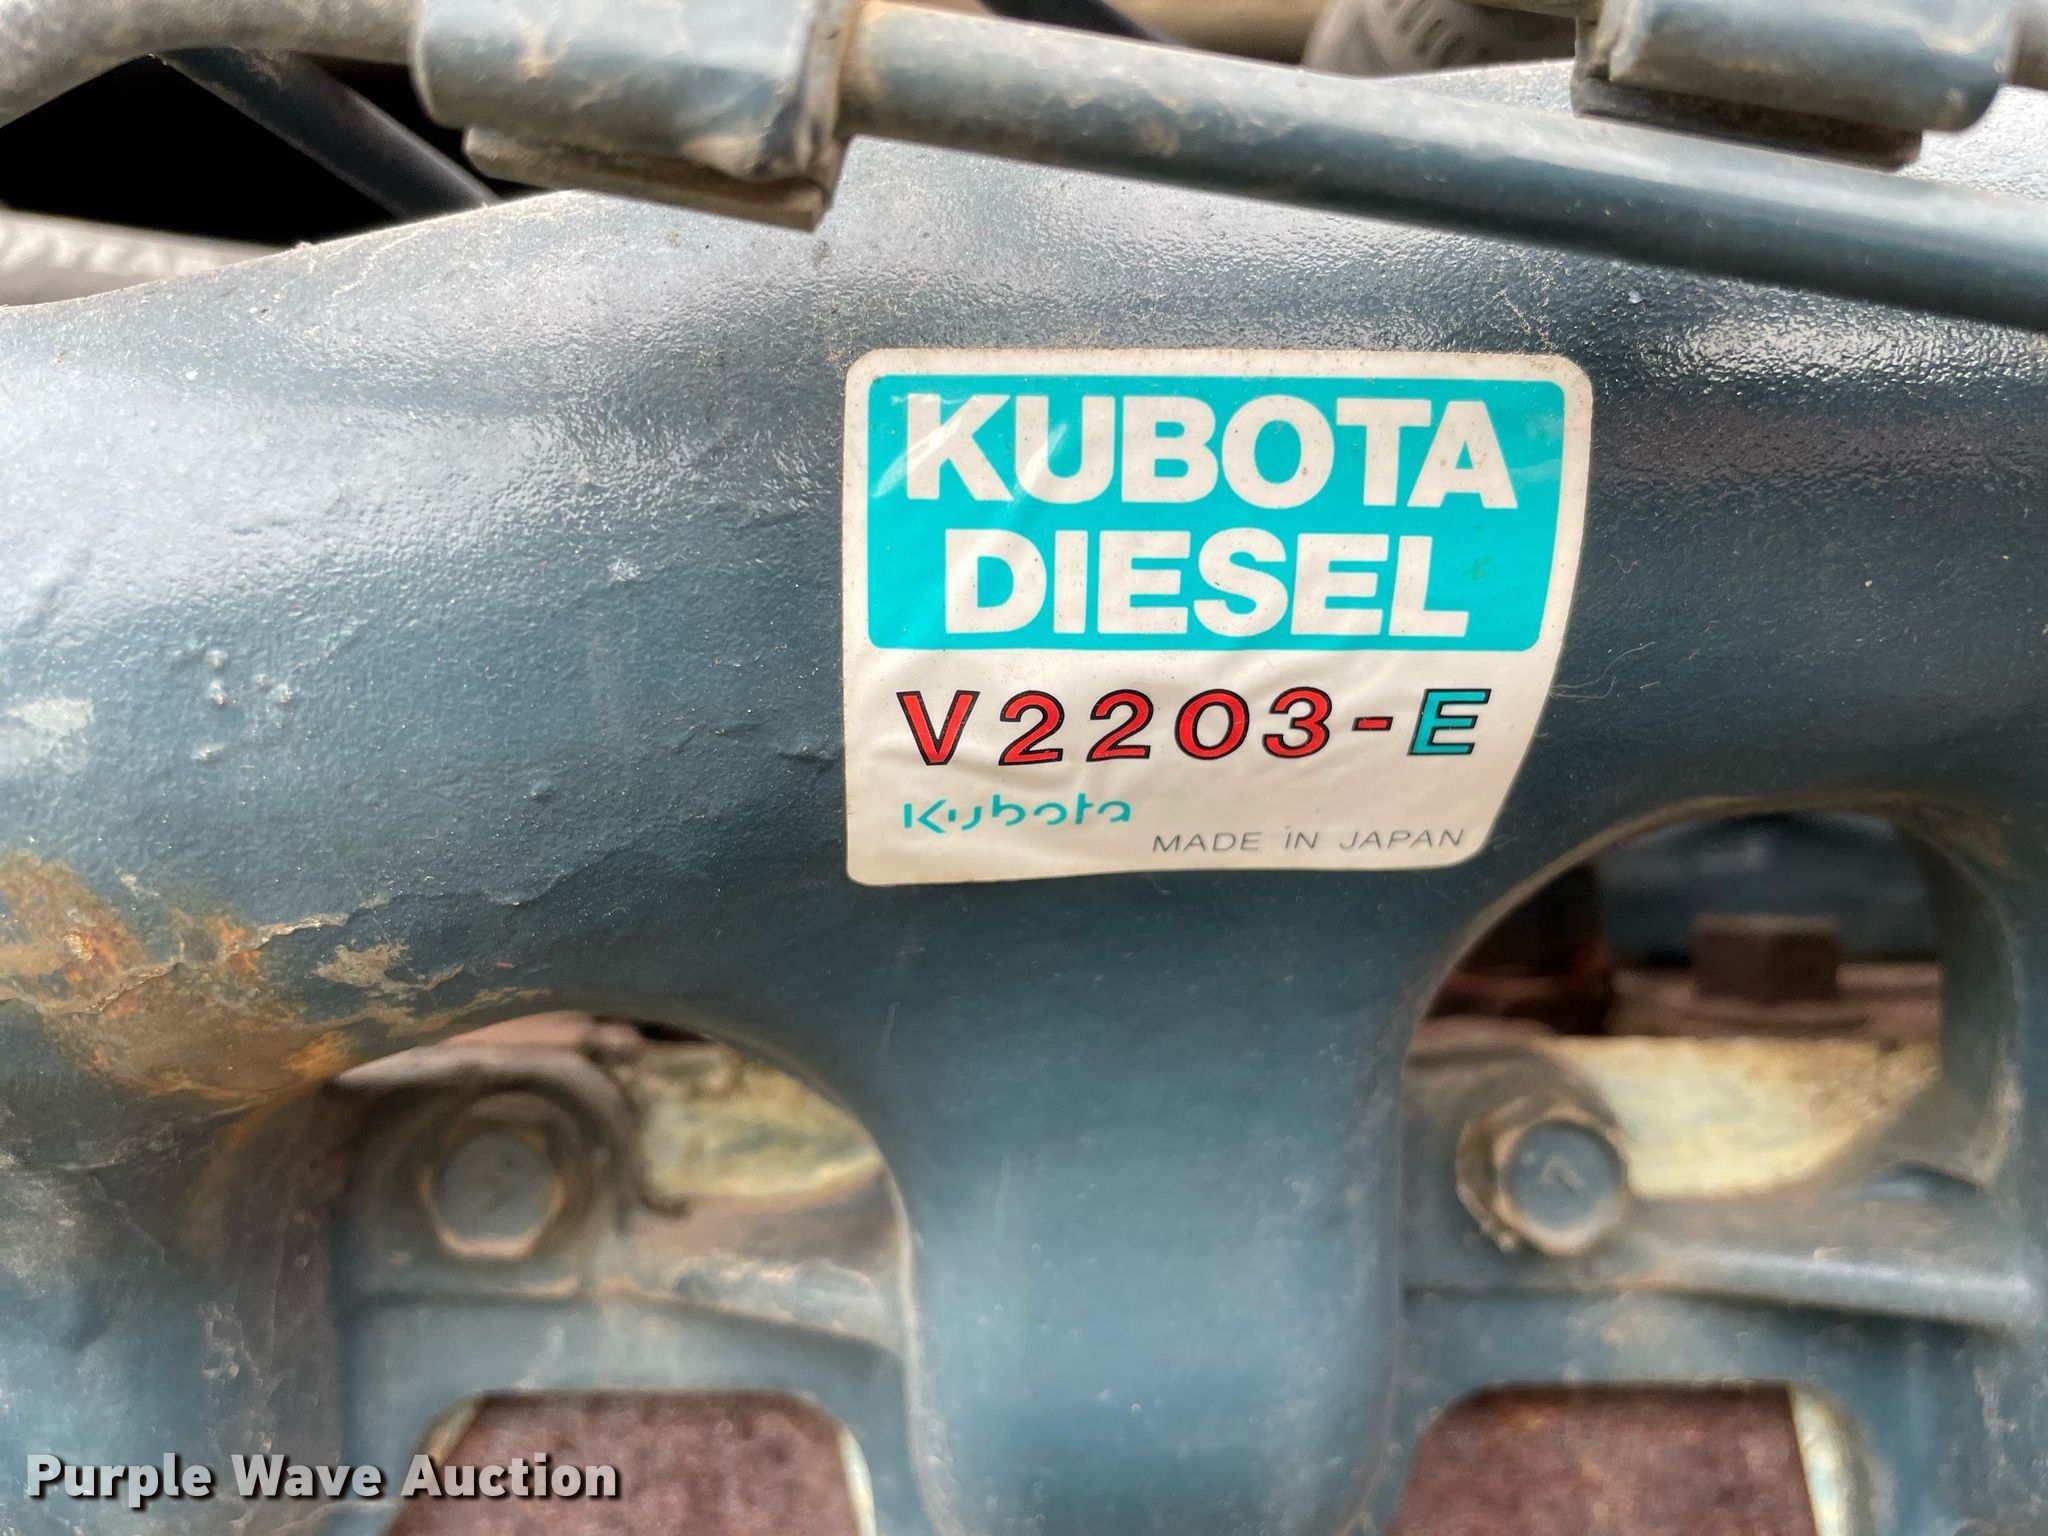 KUBOTA
DIESEL
V2203-E
Kubota
MADE IN JAPAN
Purple Wave Auction